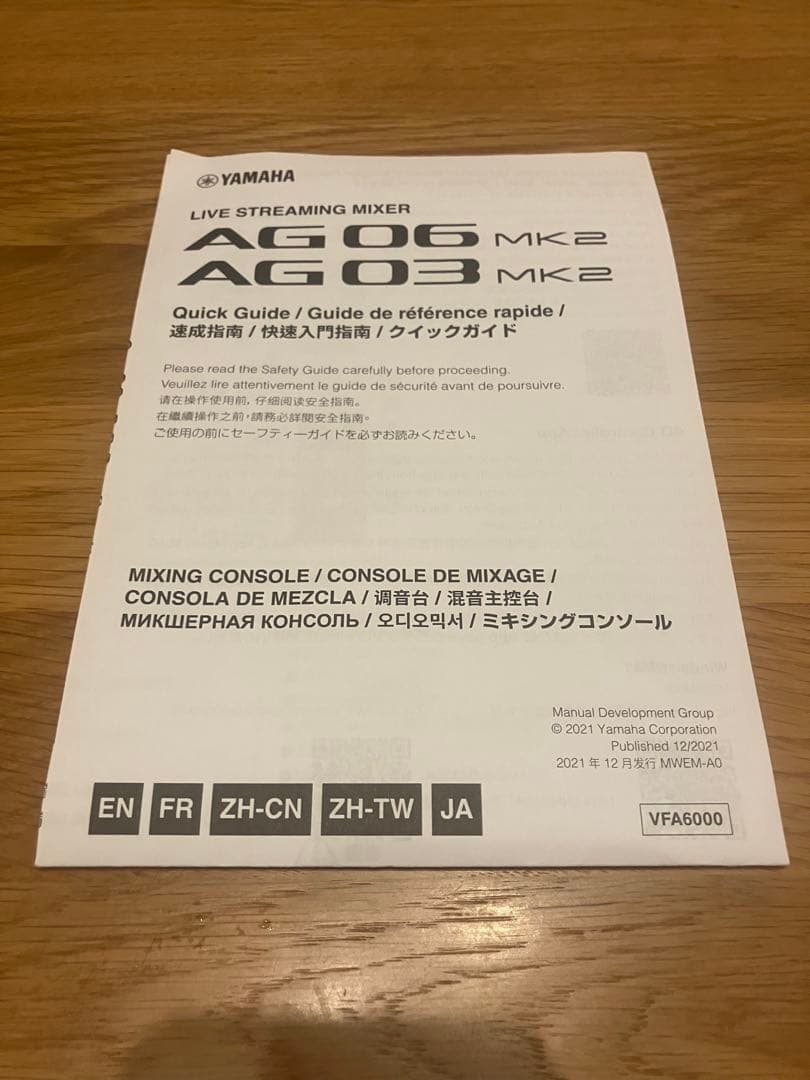 YAMAHA
LIVE STREAMING MIXER
AG 06 MK2
AG 03 MK2
Quick Guide / Guide de référence rapide /
速成指南 / 快速入門指南 / クイックガイド
Please read the Safety Guide carefully before proceeding.
Veuillez lire attentivement le guide de sécurité avant de poursuivre.
请在操作使用前，仔细阅读安全指南。
在繼續操作之前，請務必詳閱安全指南。
ご使用の前にセーフティーガイドを必ずお読みください。
MIXING CONSOLE / CONSOLE DE MIXAGE /
CONSOLA DE MEZCLA / 调音台 / 混音主控台 /
МИКШЕРНАЯ КОНСОЛЬ / 오디오믹서 / ミキシングコンソール
Manual Development Group
© 2021 Yamaha Corporation
Published 12/2021
2021 年 12 月发行 MWEM-A0
EN FR ZH-CN ZH-TW JA
VFA6000